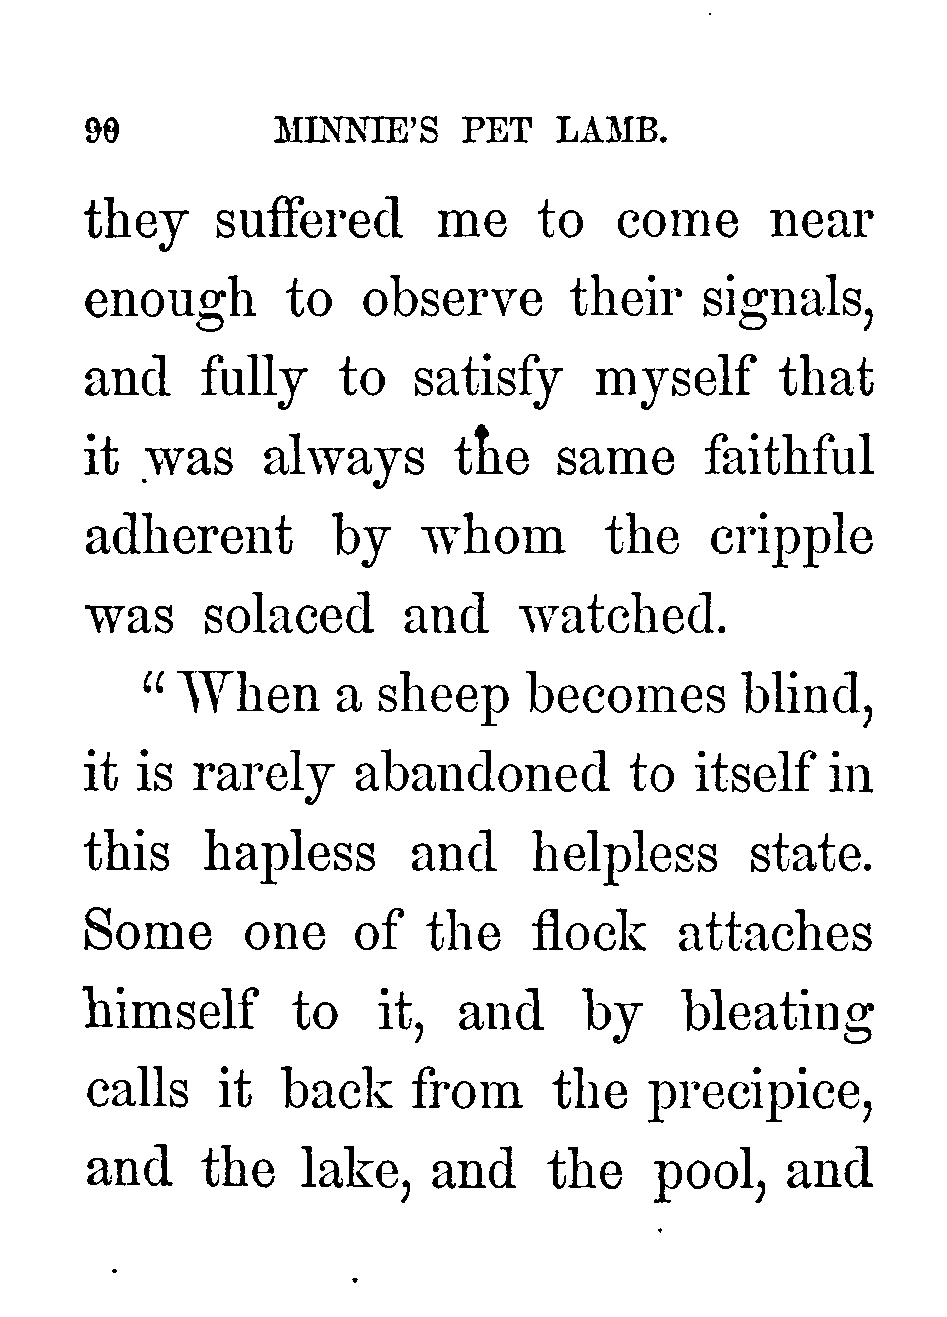 90 MINNIE'S PET LAMB.
they suffered me to come near
enough to observe their signals,
and fully to satisfy myself that
it was always the same faithful
adherent by whom the cripple
was solaced and watched.
"When a sheep becomes blind,
it is rarely abandoned to itself in
this hapless and helpless state.
Some one of the flock attaches
himself to it, and by bleating
calls it back from the precipice,
and the lake, and the pool, and